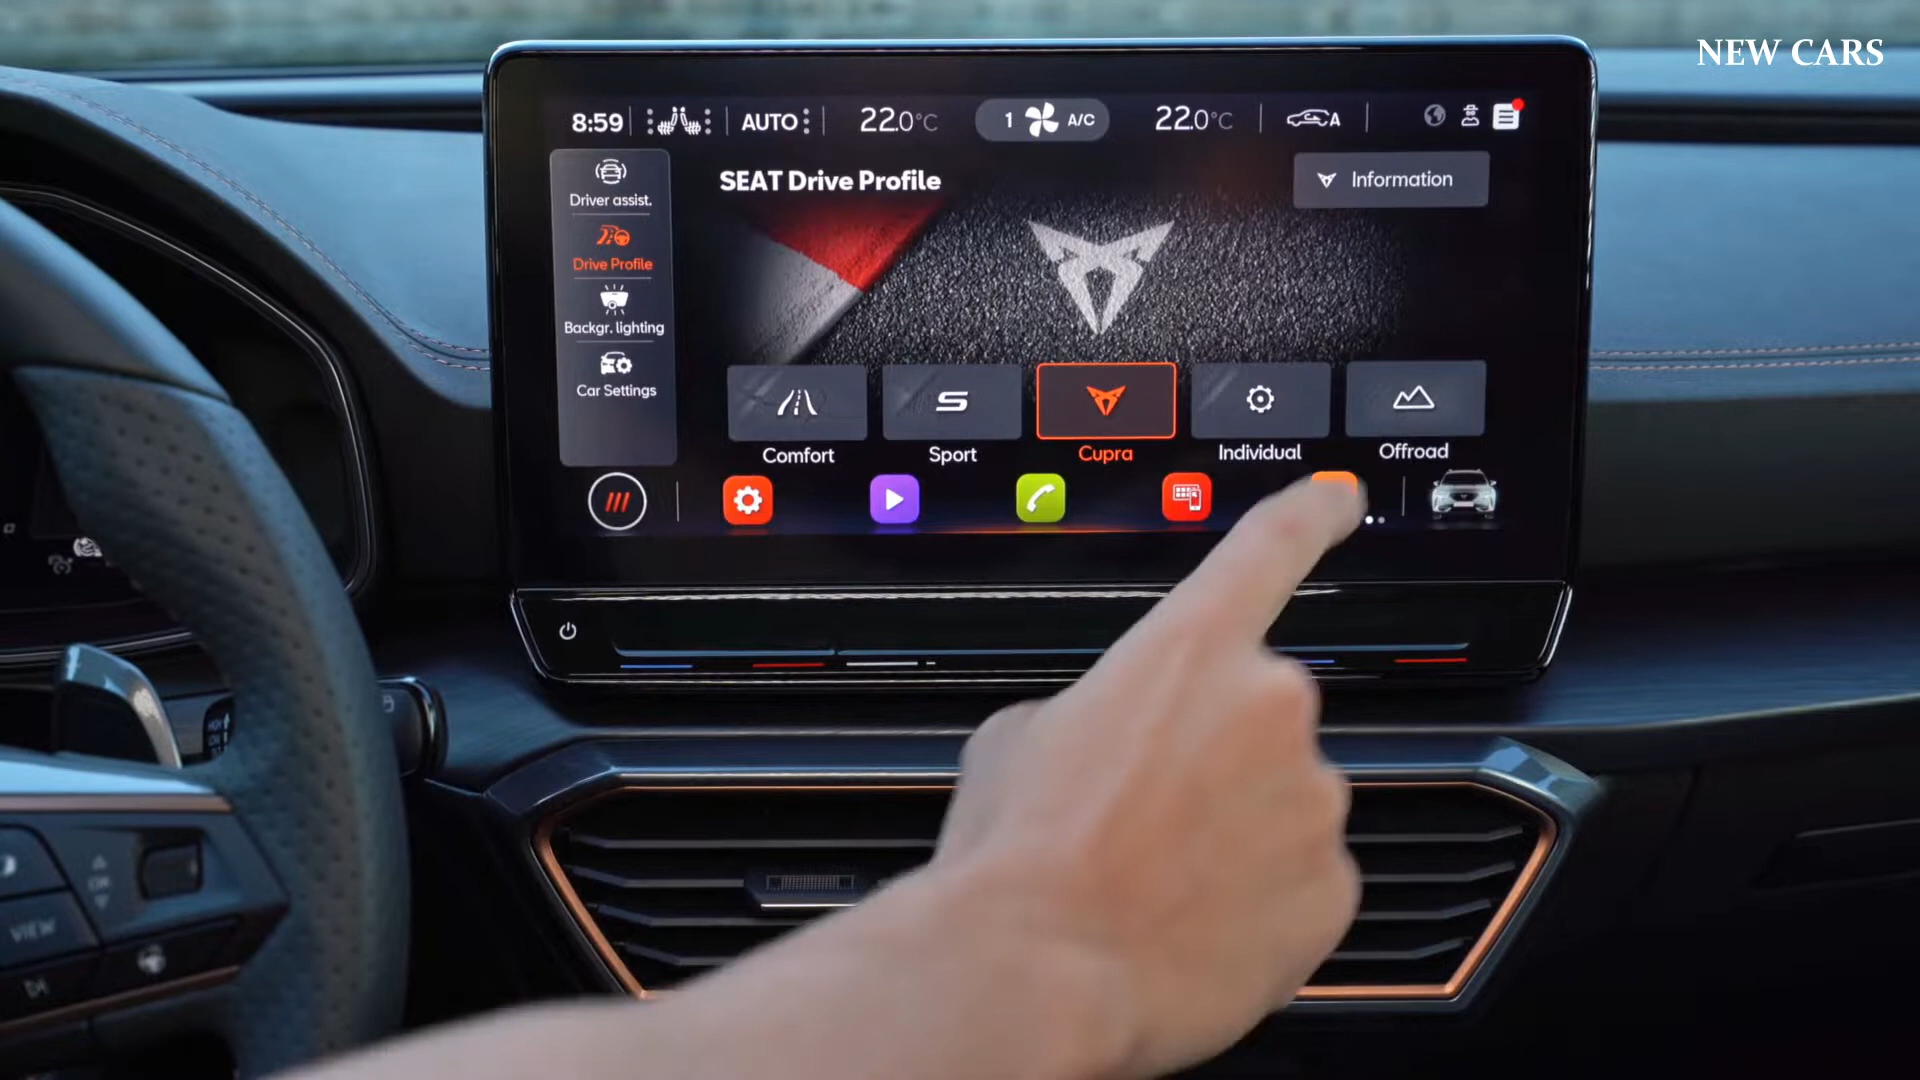 NEW CARS
8:59 AUTO 22.0°C 1 A/C 22.0°C A
Driver assist.
Drive Profile
Backgr. lighting
Car Settings
SEAT Drive Profile
Information
Comfort
Sport
Cupra
Individual
Offroad
VIEW